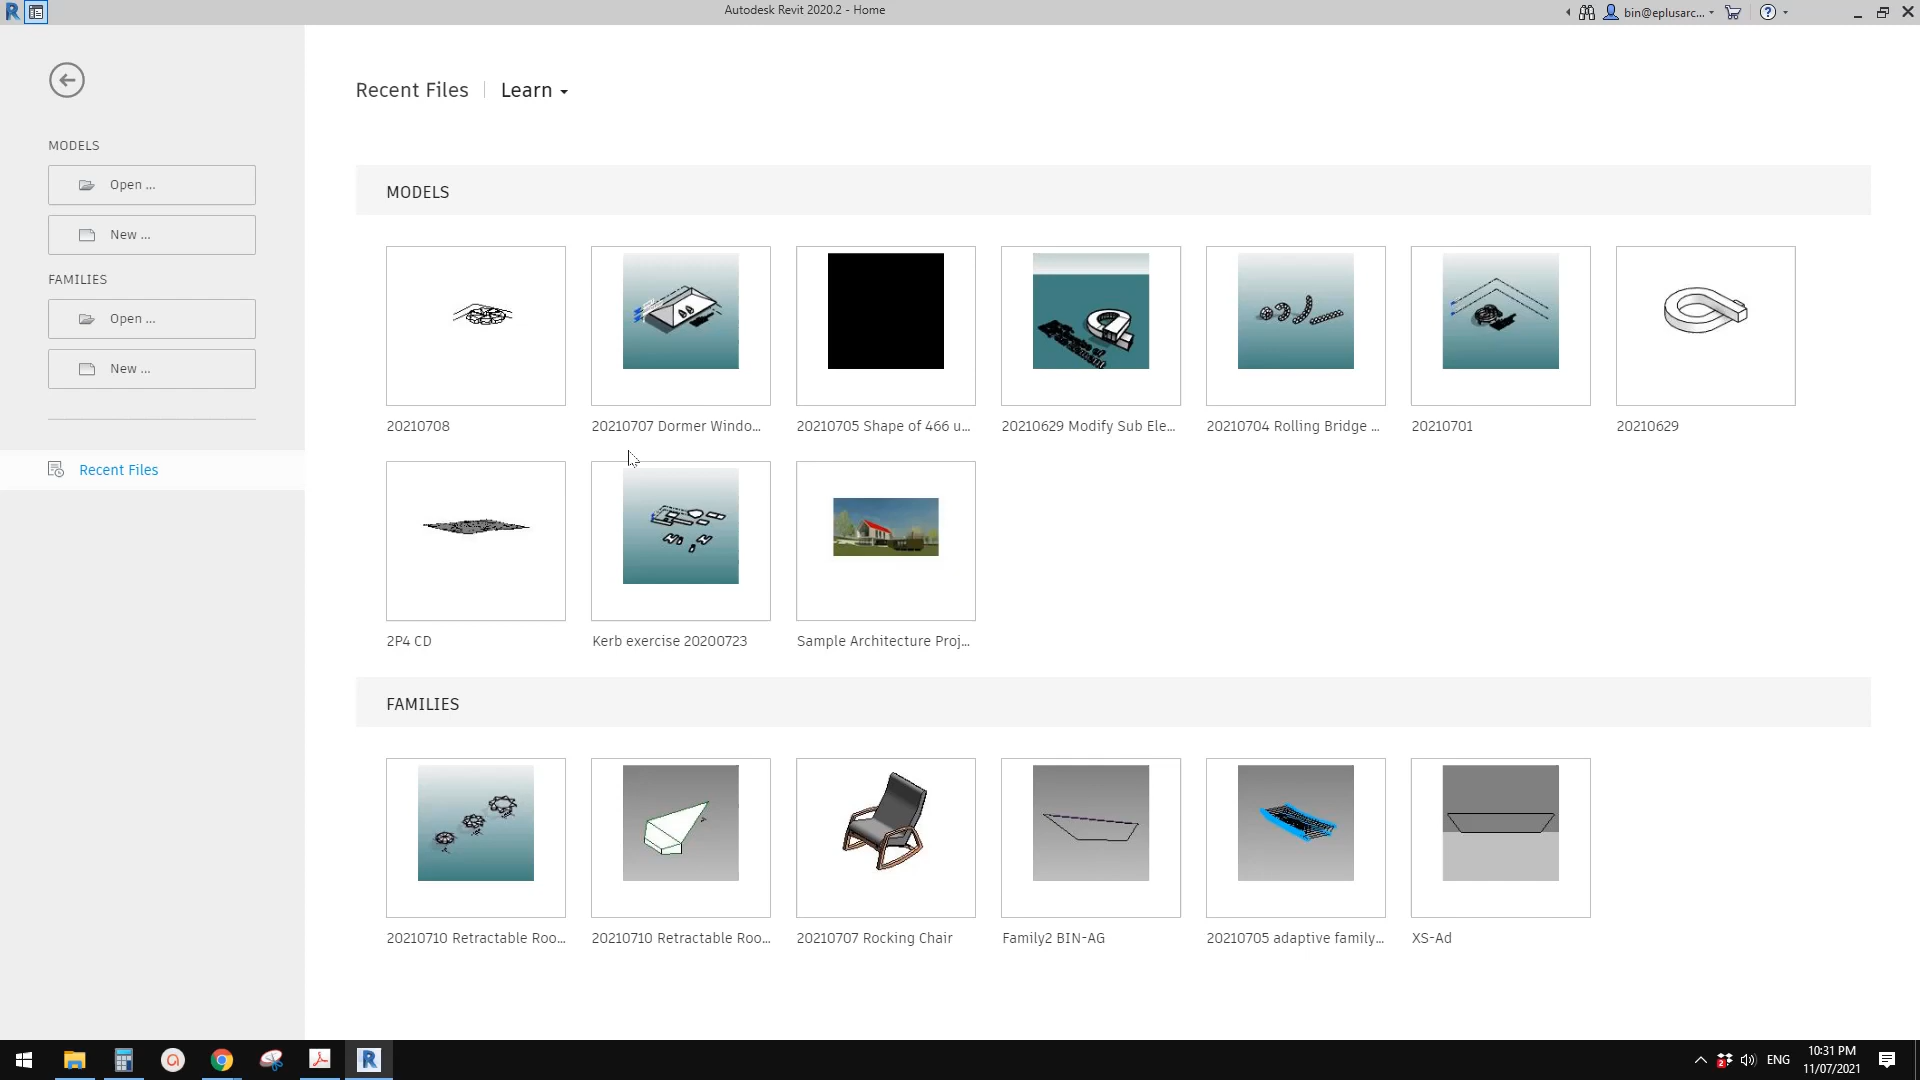 Autodesk Revit 2020.2 - Home
bin@eplusarc...
Recent Files
Learn
MODELS
Open ...
New ...
FAMILIES
Open ...
New ...
Recent Files
MODELS
20210708
20210707 Dormer Windo...
20210705 Shape of 466 u...
20210629 Modify Sub Ele...
20210704 Rolling Bridge ...
20210701
20210629
2P4 CD
Kerb exercise 20200723
Sample Architecture Proj...
FAMILIES
20210710 Retractable Roo...
20210710 Retractable Roo...
20210707 Rocking Chair
Family2 BIN-AG
20210705 adaptive family...
XS-Ad
ENG
10:31 PM
11/07/2021